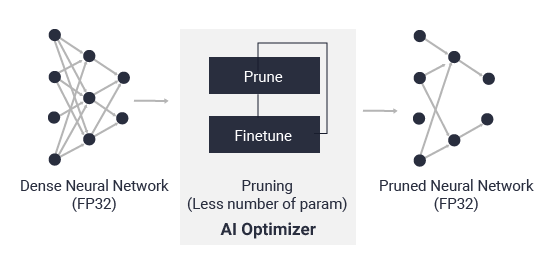 Prune
Finetune
Dense Neural Network
(FP32)
Pruning
(Less number of param)
AI Optimizer
Pruned Neural Network
(FP32)